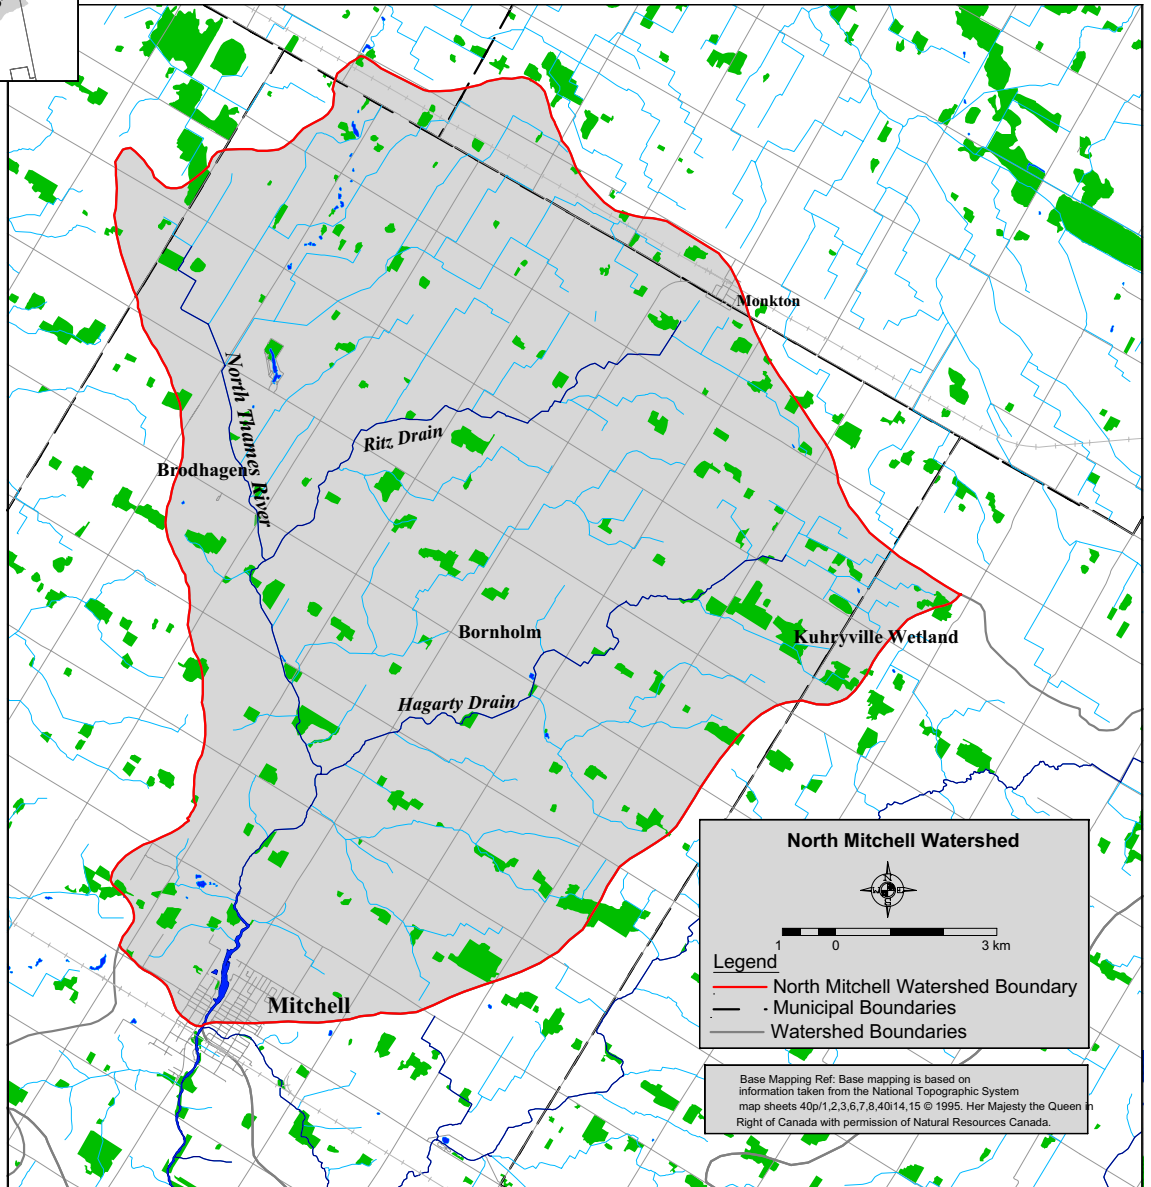 Monkton
North Thames River
Ritz Drain
Brodhagen
Bornholm
Kuhryville Wetland
Hagarty Drain
Mitchell
North Mitchell Watershed
N
W E
S
1 0 3 km
Legend
North Mitchell Watershed Boundary
Municipal Boundaries
Watershed Boundaries
Base Mapping Ref: Base mapping is based on
information taken from the National Topographic System
map sheets 40p/1,2,3,6,7,8,40i14,15 © 1995. Her Majesty the Queen in
Right of Canada with permission of Natural Resources Canada.